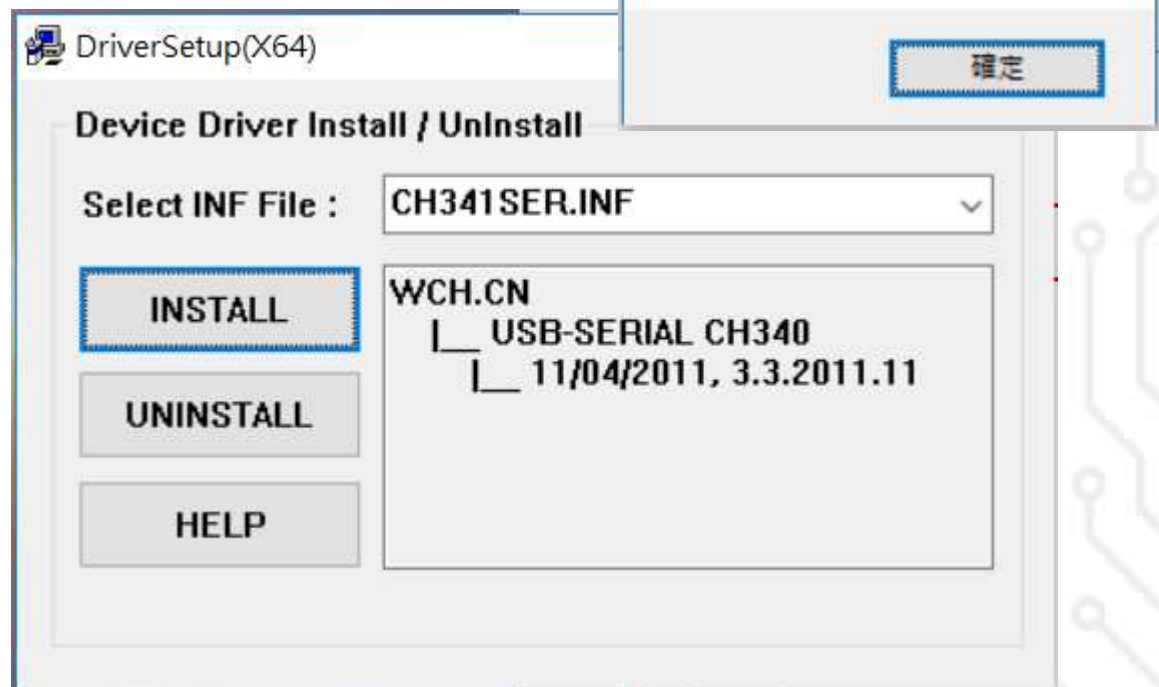 DriverSetup(X64)
確定
Device Driver Install / UnInstall
Select INF File :
CH341SER.INF
INSTALL
UNINSTALL
HELP
WCH.CN
|__ USB-SERIAL CH340
|__ 11/04/2011, 3.3.2011.11